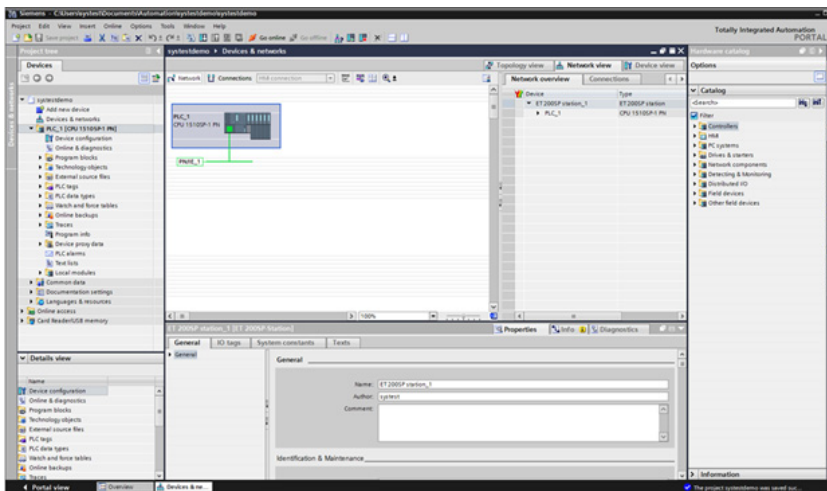 Siemens - C:\Users\systest\Documents\Automation\systestdemo\systestdemo
Project Edit View Insert Online Options Tools Window Help
Save project Go online Go offline
Totally Integrated Automation
PORTAL
Project tree
systestdemo ▸ Devices & networks
Hardware catalog
Devices
Topology view Network view Device view
Options
Network Connections HMI connection
Network overview Connections
Catalog
Device Type
ET 200SP station_1 ET 200SP station
PLC_1 CPU 1510SP-1 PN
<Search>
Filter
Controllers
HMI
PC systems
Drives & starters
Network components
Detecting & Monitoring
Distributed I/O
Field devices
Other field devices
Devices & networks
systestdemo
Add new device
Devices & networks
PLC_1 [CPU 1510SP-1 PN]
Device configuration
Online & diagnostics
Program blocks
Technology objects
External source files
PLC tags
PLC data types
Watch and force tables
Online backups
Traces
Program info
Device proxy data
PLC alarms
Text lists
Local modules
Common data
Documentation settings
Languages & resources
Online access
Card Reader/USB memory
PLC_1
CPU 1510SP-1 PN
PN/IE_1
100%
ET 200SP station_1 [ET 200SP-Station]
Properties Info Diagnostics
General IO tags System constants Texts
General
General
Name: ET 200SP station_1
Author: systest
Comment:
Identification & Maintenance
Details view
Name
Device configuration
Online & diagnostics
Program blocks
Technology objects
External source files
PLC tags
PLC data types
Watch and force tables
Online backups
Traces
Information
Portal view Overview Devices & ne...
The project systestdemo was saved suc...